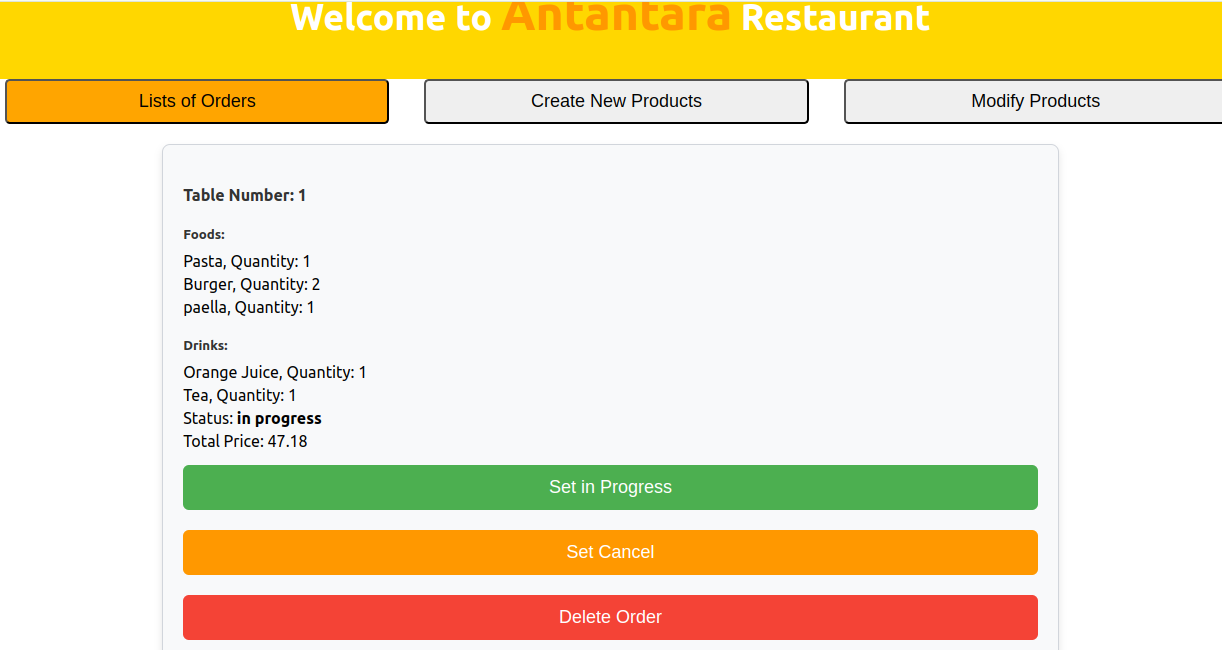 Welcome to Antantara Restaurant
Lists of Orders
Create New Products
Modify Products
Table Number: 1
Foods:
Pasta, Quantity: 1
Burger, Quantity: 2
paella, Quantity: 1
Drinks:
Orange Juice, Quantity: 1
Tea, Quantity: 1
Status: in progress
Total Price: 47.18
Set in Progress
Set Cancel
Delete Order